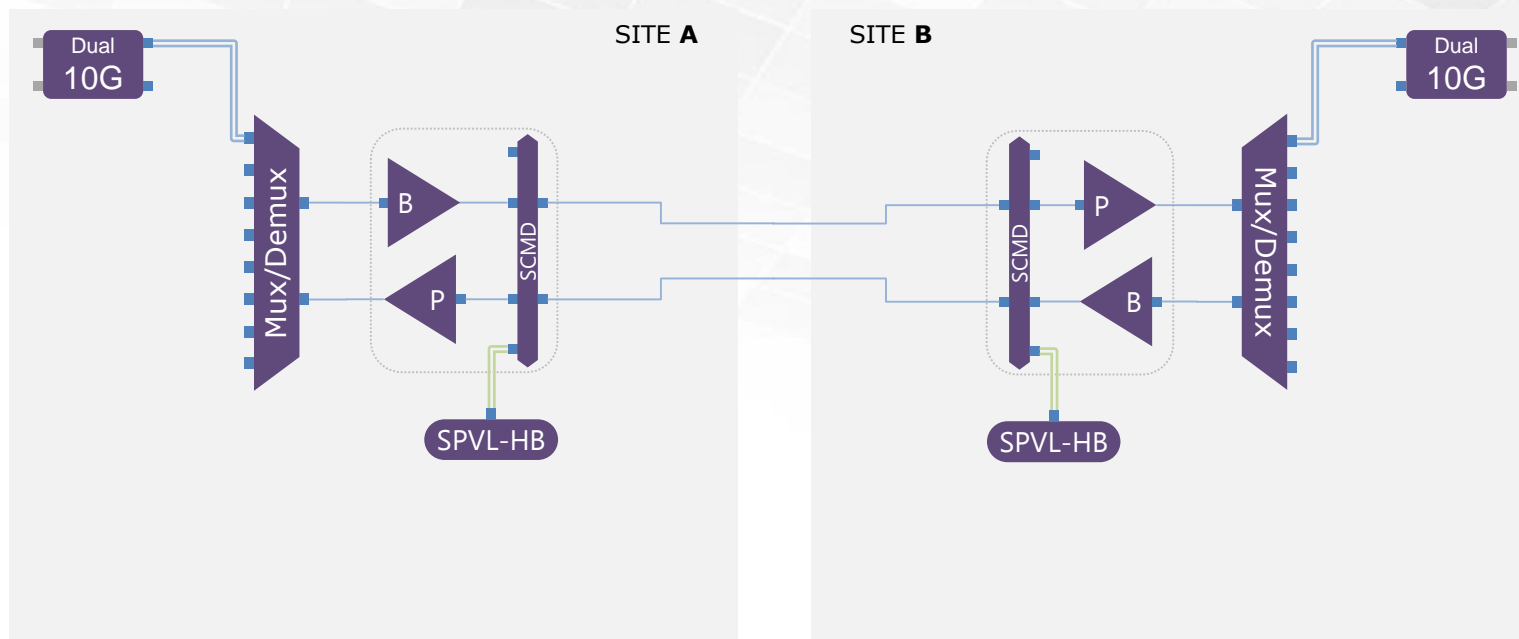 SITE A
SITE B
Dual
10G
Dual
10G
Mux/Demux
B
SCMD
P
SPVL-HB
SCMD
P
B
Mux/Demux
SPVL-HB